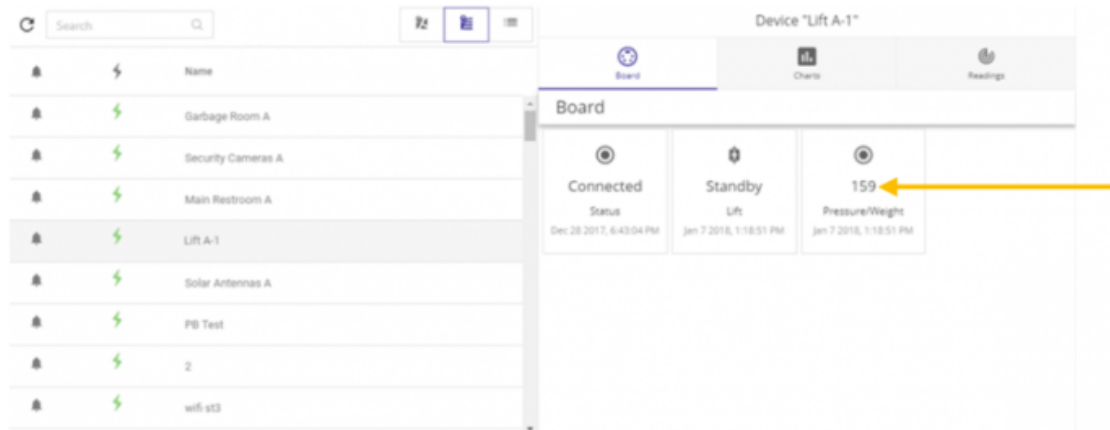 Search
Name
Garbage Room A
Security Cameras A
Main Restroom A
Lift A-1
Solar Antennas A
PB Test
2
wifi st3
Device "Lift A-1"
Board
Charts
Readings
Board
Connected
Status
Dec 28 2017, 6:43:04 PM
Standby
Lift
Jan 7 2018, 1:18:51 PM
159
Pressure/Weight
Jan 7 2018, 1:18:51 PM